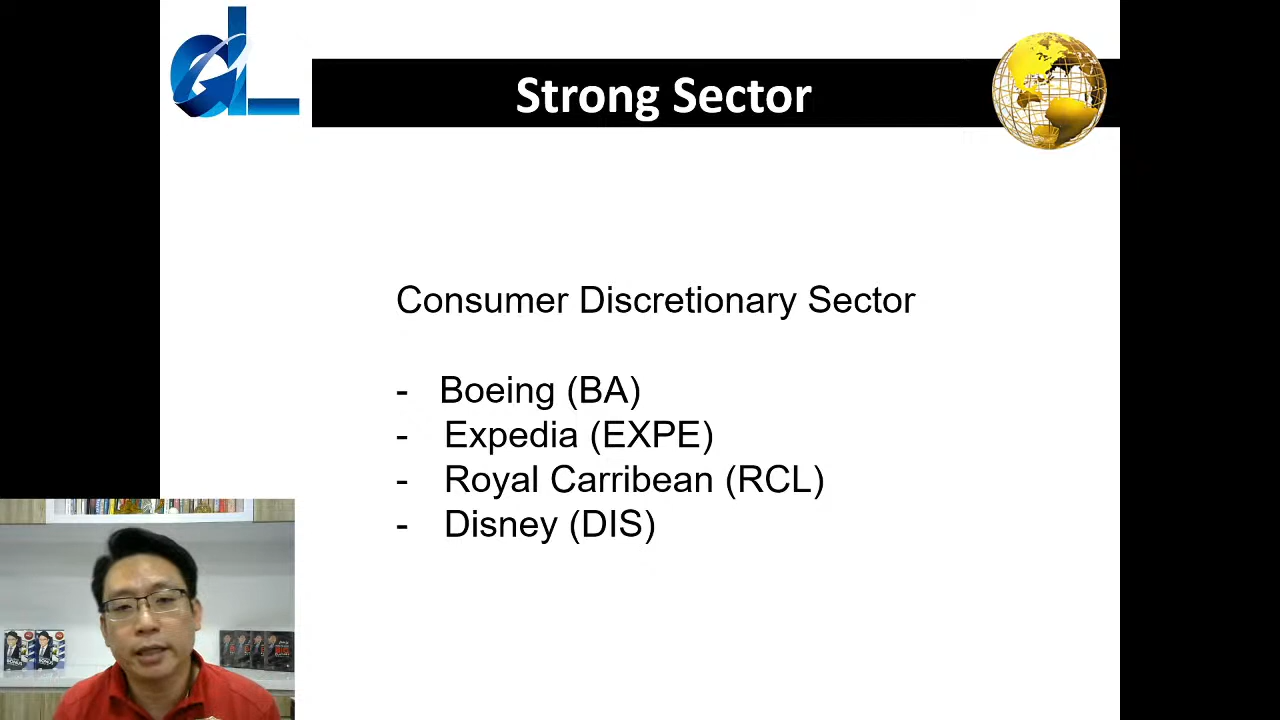 Strong Sector
Consumer Discretionary Sector
- Boeing (BA)
- Expedia (EXPE)
- Royal Carribean (RCL)
- Disney (DIS)